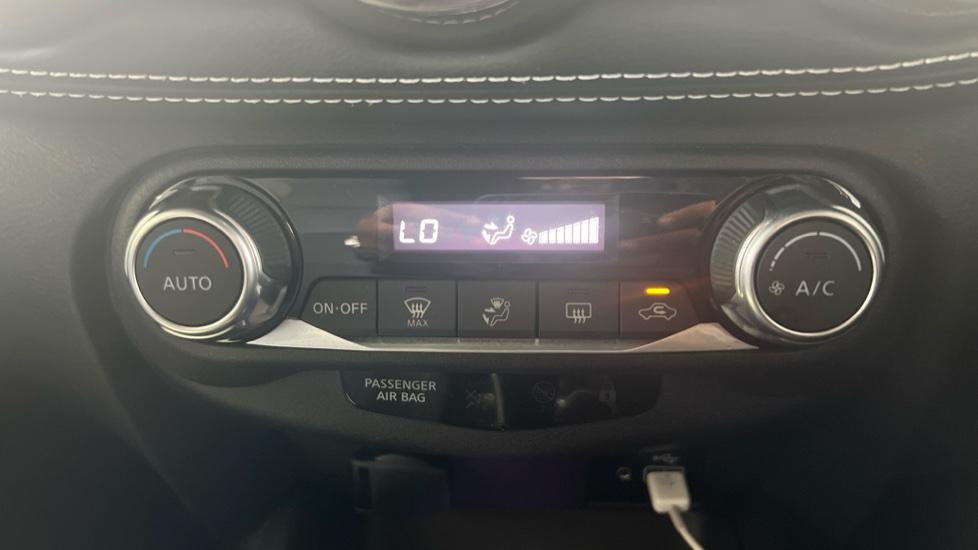 LO
AUTO
ON·OFF
MAX
A/C
PASSENGER
AIR BAG